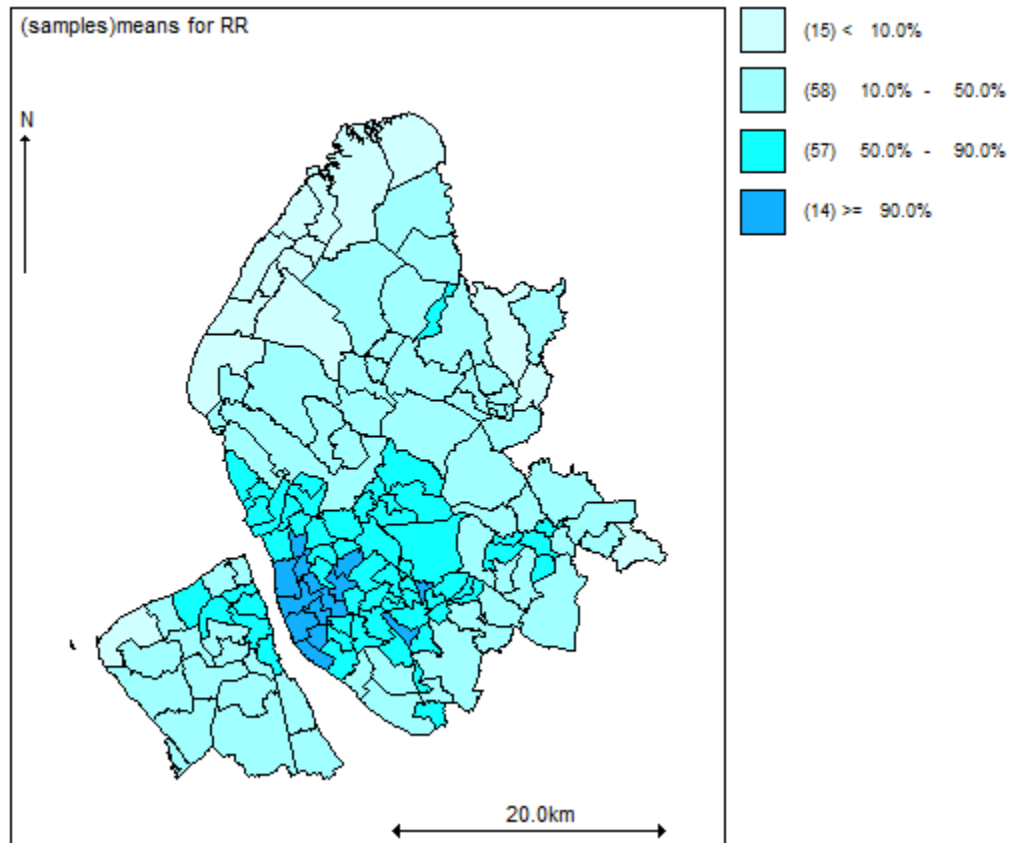 (samples)means for RR
N
20.0km
(15) < 10.0%
(58) 10.0% - 50.0%
(57) 50.0% - 90.0%
(14) >= 90.0%